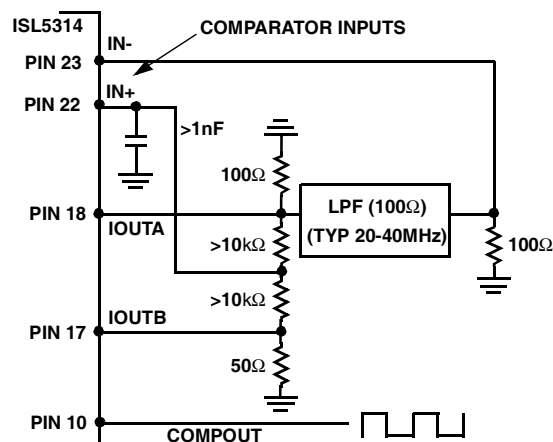 ISL5314
COMPARATOR INPUTS
IN-
PIN 23
IN+
PIN 22
>1nF
100Ω
PIN 18
IOUTA
LPF (100Ω)
(TYP 20-40MHz)
100Ω
>10kΩ
>10kΩ
PIN 17
IOUTB
50Ω
PIN 10
COMPOUT